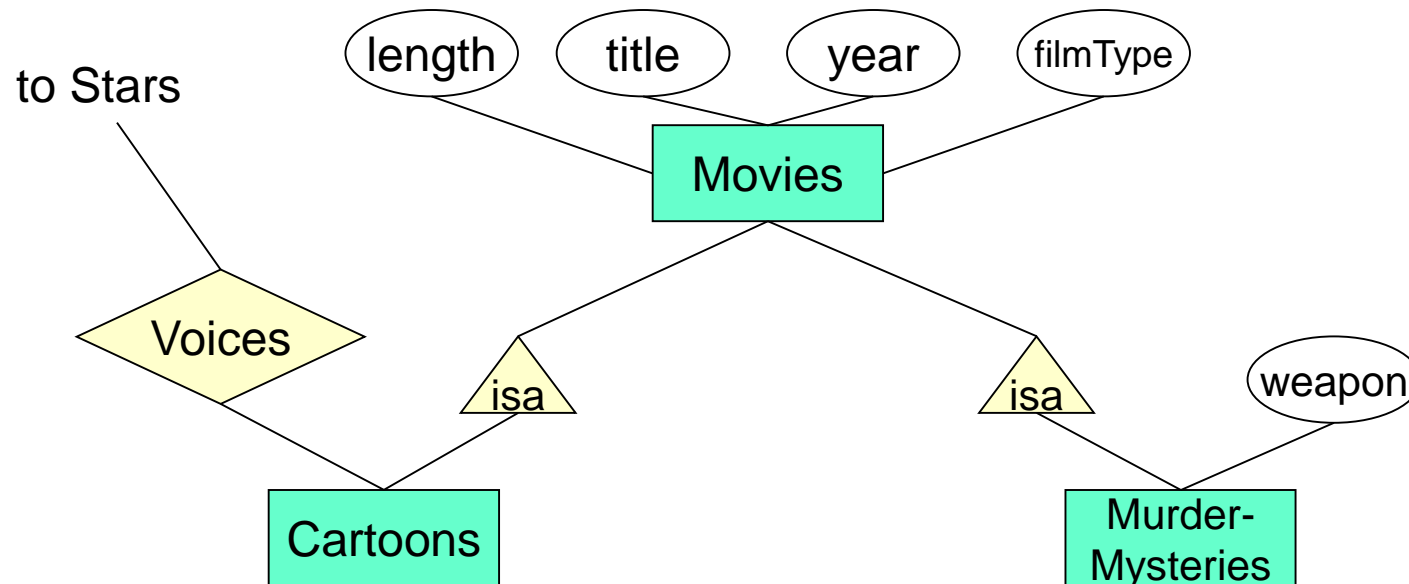 length
title
year
filmType
to Stars
Movies
Voices
isa
isa
weapon
Cartoons
Murder-
Mysteries